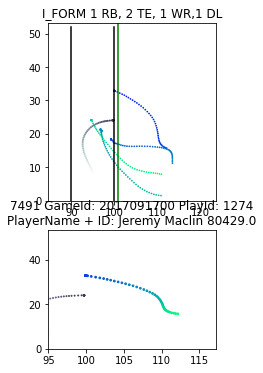 I_FORM 1 RB, 2 TE, 1 WR,1 DL
50
40
30
20
10
0
90 100 110 120
7491 GameId: 2017091700 PlayId: 1274
PlayerName + ID: Jeremy Maclin 80429.0
40
20
0
95 100 105 110 115